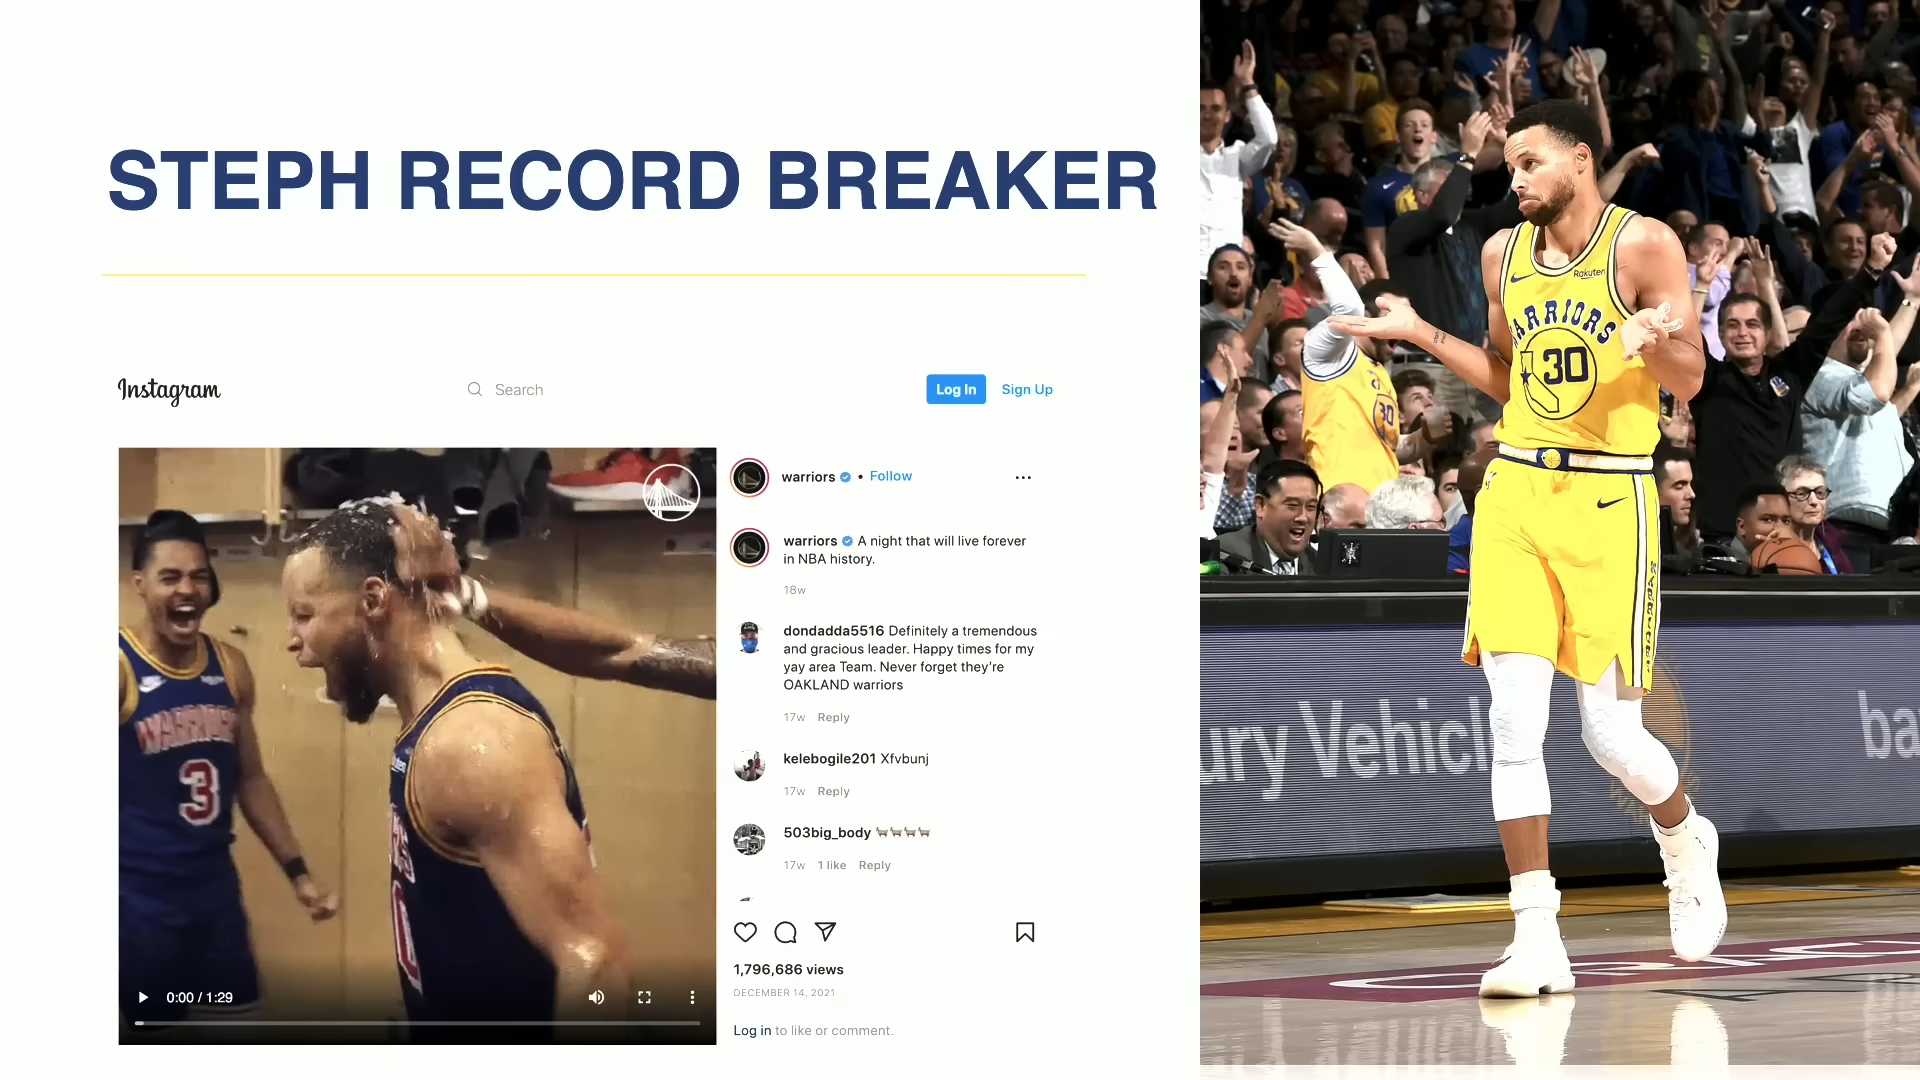 STEPH RECORD BREAKER
Instagram
Search
Log In
Sign Up
warriors • Follow
warriors A night that will live forever
in NBA history.
18w
dondadda5516 Definitely a tremendous
and gracious leader. Happy times for my
yay area Team. Never forget they're
OAKLAND warriors
17w Reply
kelebogile201 Xfvbunj
17w Reply
503big_body 🐑🐑🐑🐑
17w 1 like Reply
1,796,686 views
DECEMBER 14, 2021
Log in to like or comment.
0:00 / 1:29
WARRIORS
3
Rakuten
WARRIORS
30
30
ury Vehicl
ba